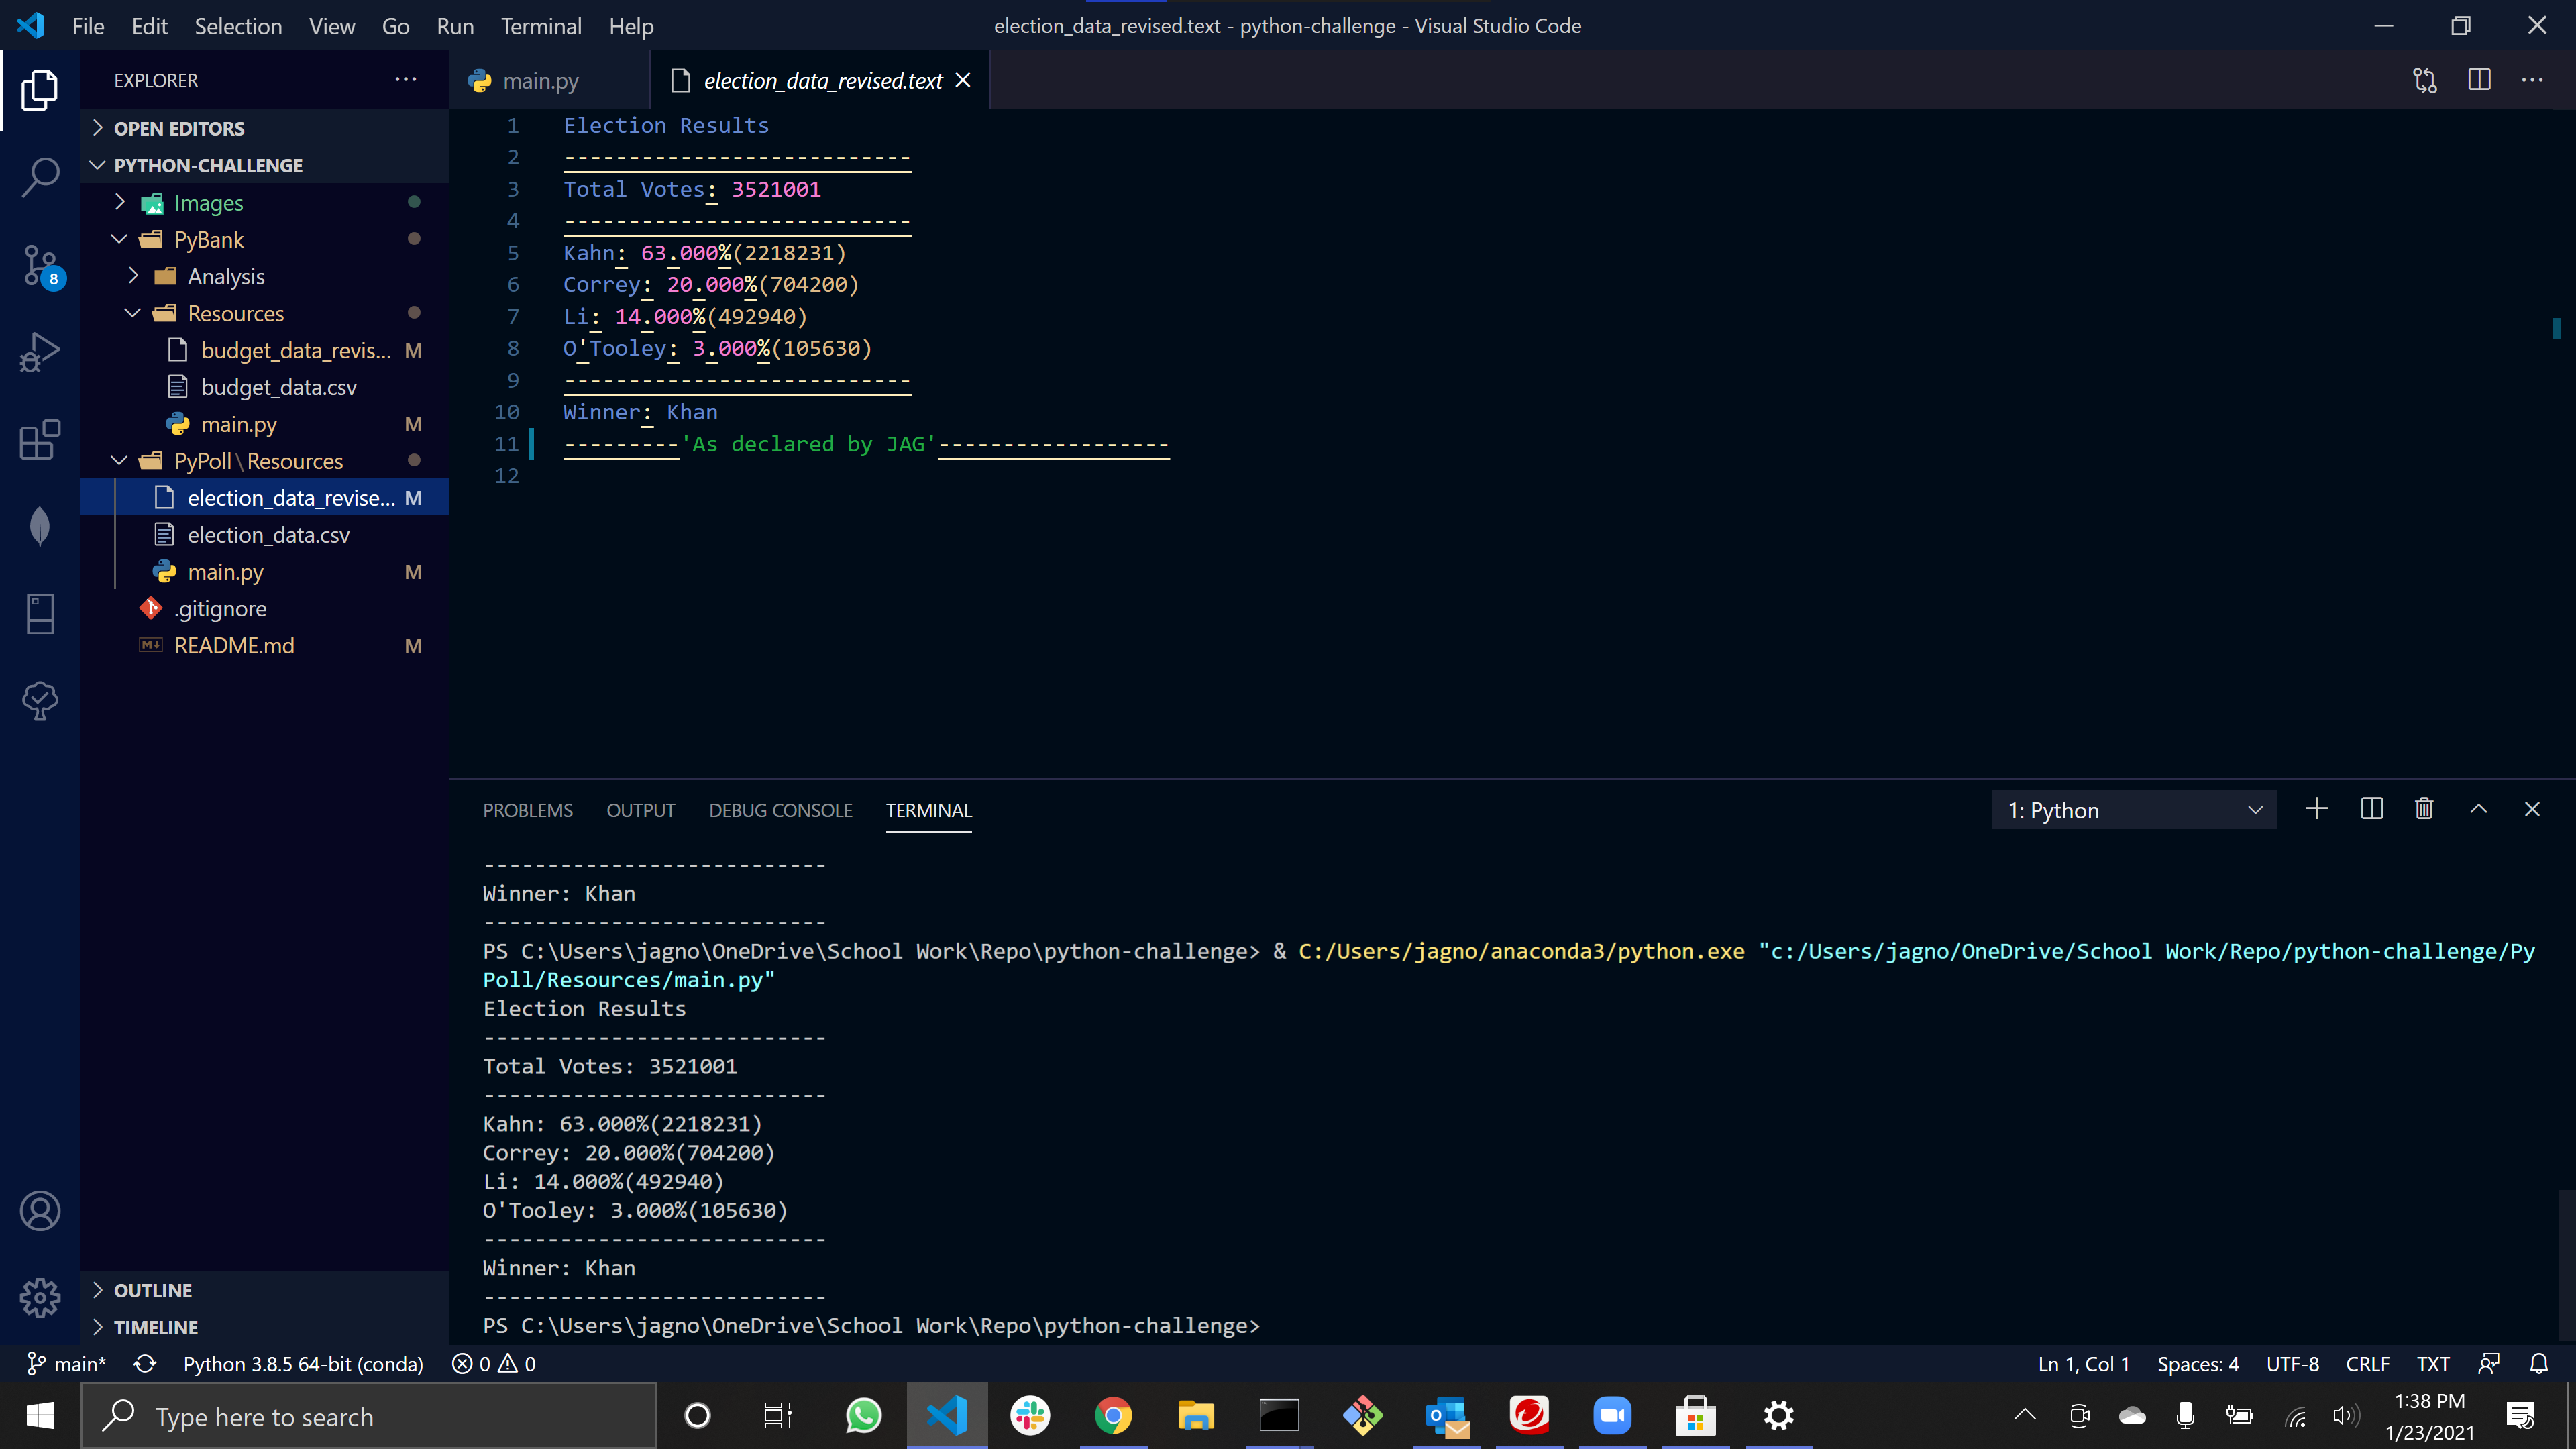 File Edit Selection View Go Run Terminal Help
election_data_revised.text - python-challenge - Visual Studio Code
EXPLORER
OPEN EDITORS
PYTHON-CHALLENGE
Images
PyBank
Analysis
Resources
budget_data_revis... M
budget_data.csv
main.py M
PyPoll\Resources
election_data_revise... M
election_data.csv
main.py M
.gitignore
README.md M
OUTLINE
TIMELINE
8
main.py
election_data_revised.text
1 Election Results
2 ---------------------------
3 Total Votes: 3521001
4 ---------------------------
5 Kahn: 63.000%(2218231)
6 Correy: 20.000%(704200)
7 Li: 14.000%(492940)
8 O'Tooley: 3.000%(105630)
9 ---------------------------
10 Winner: Khan
11 ---------'As declared by JAG'------------------
12
PROBLEMS OUTPUT DEBUG CONSOLE TERMINAL
1: Python
---------------------------
Winner: Khan
---------------------------
PS C:\Users\jagno\OneDrive\School Work\Repo\python-challenge> & C:/Users/jagno/anaconda3/python.exe "c:/Users/jagno/OneDrive/School Work/Repo/python-challenge/Py
Poll/Resources/main.py"
Election Results
---------------------------
Total Votes: 3521001
---------------------------
Kahn: 63.000%(2218231)
Correy: 20.000%(704200)
Li: 14.000%(492940)
O'Tooley: 3.000%(105630)
---------------------------
Winner: Khan
---------------------------
PS C:\Users\jagno\OneDrive\School Work\Repo\python-challenge>
main* Python 3.8.5 64-bit (conda) 0 0
Ln 1, Col 1 Spaces: 4 UTF-8 CRLF TXT
Type here to search
1:38 PM
1/23/2021